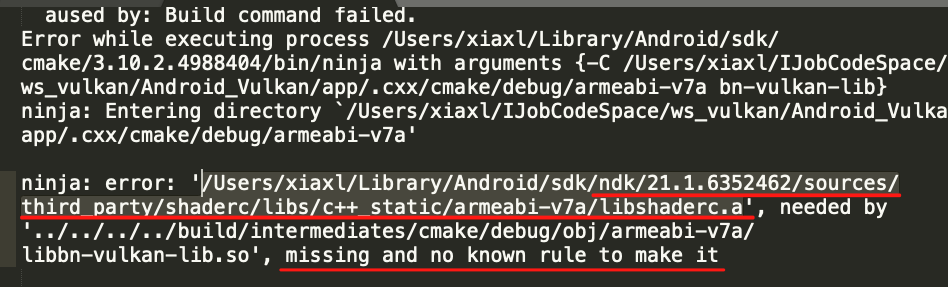 aused by: Build command failed.
Error while executing process /Users/xiaxl/Library/Android/sdk/
cmake/3.10.2.4988404/bin/ninja with arguments {-C /Users/xiaxl/IJobCodeSpace/
ws_vulkan/Android_Vulkan/app/.cxx/cmake/debug/armeabi-v7a bn-vulkan-lib}
ninja: Entering directory `/Users/xiaxl/IJobCodeSpace/ws_vulkan/Android_Vulka
app/.cxx/cmake/debug/armeabi-v7a'
ninja: error: '/Users/xiaxl/Library/Android/sdk/ndk/21.1.6352462/sources/
third_party/shaderc/libs/c++_static/armeabi-v7a/libshaderc.a', needed by
'../../../../build/intermediates/cmake/debug/obj/armeabi-v7a/
libbn-vulkan-lib.so', missing and no known rule to make it